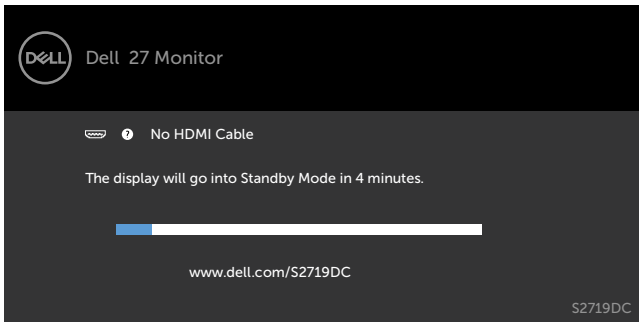 DELL
Dell 27 Monitor
? No HDMI Cable
The display will go into Standby Mode in 4 minutes.
www.dell.com/S2719DC
S2719DC